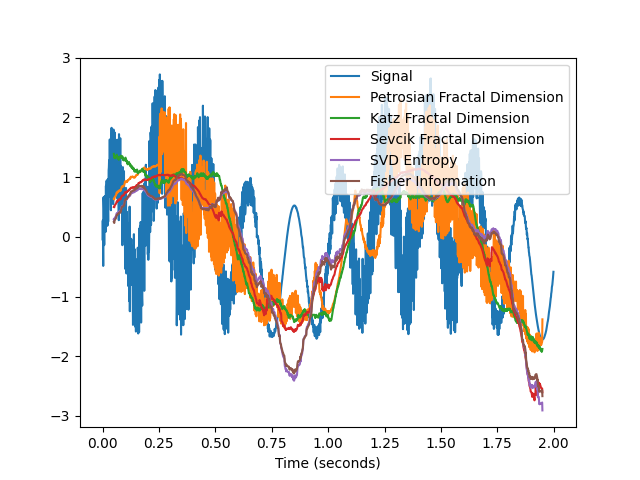 3
2
1
0
−1
−2
−3
Signal
Petrosian Fractal Dimension
Katz Fractal Dimension
Sevcik Fractal Dimension
SVD Entropy
Fisher Information
0.00 0.25 0.50 0.75 1.00 1.25 1.50 1.75 2.00
Time (seconds)